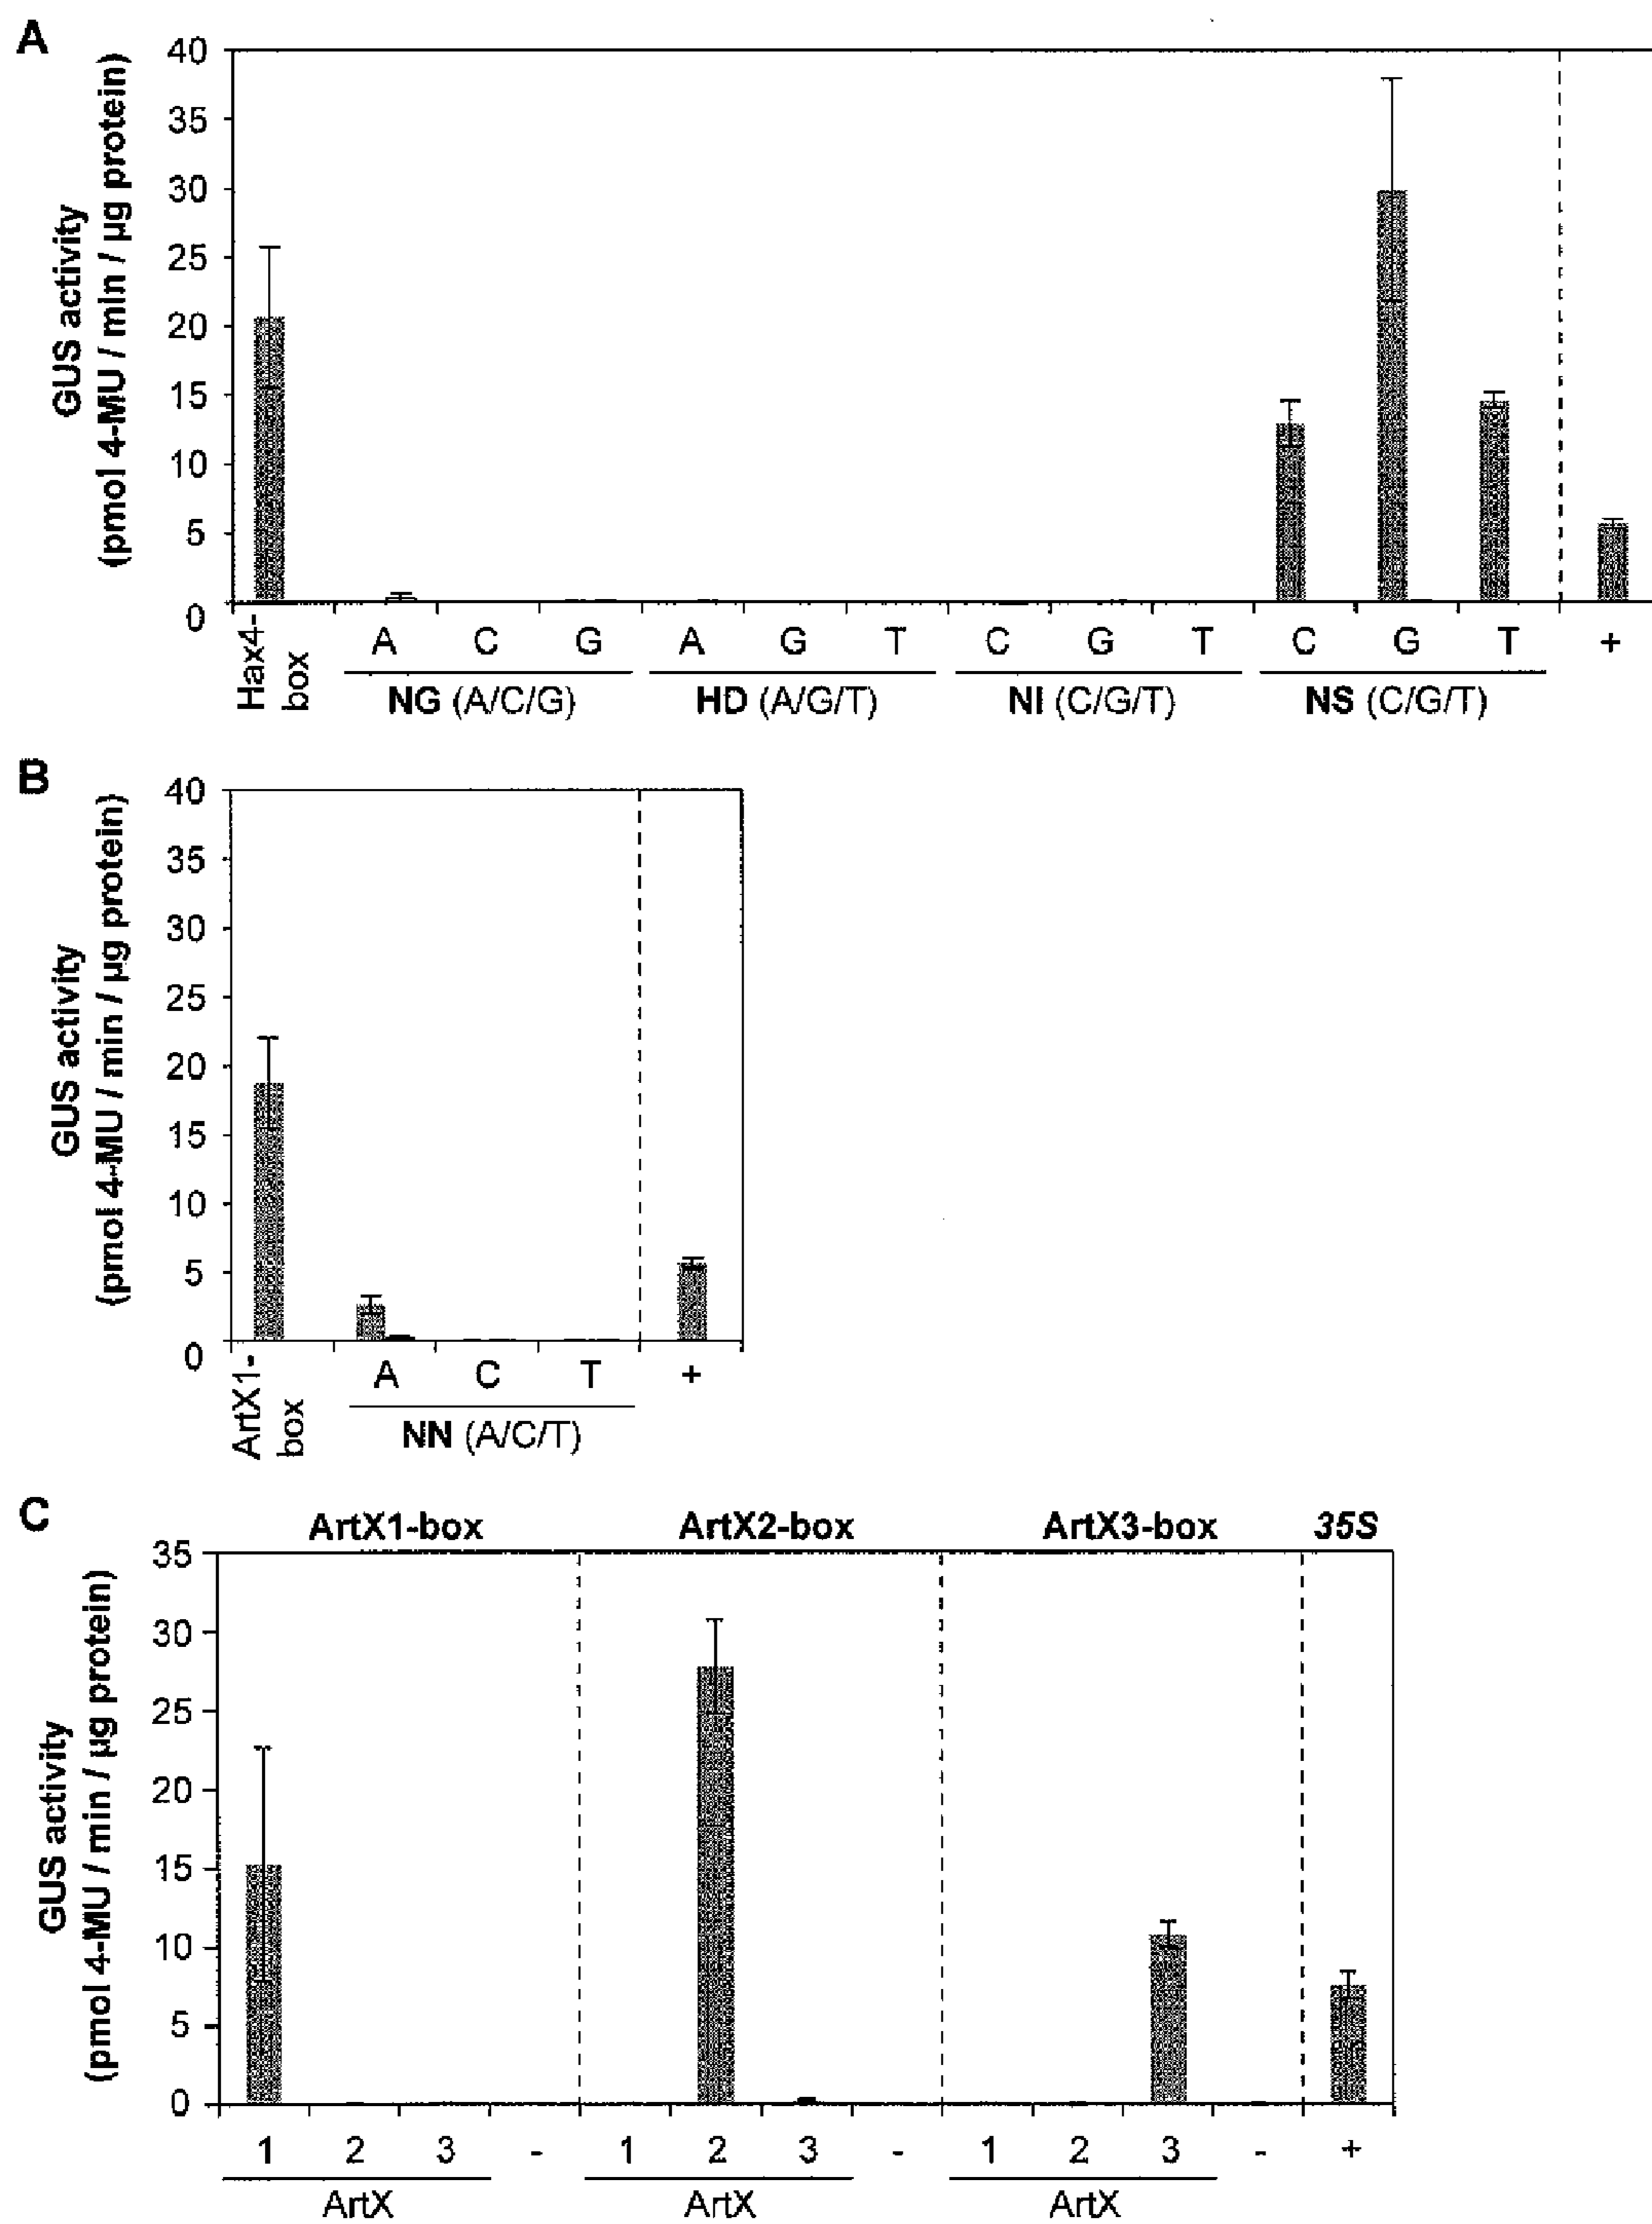 A
GUS activity
(pmol 4-MU / min / µg protein)
40
35
30
25
20
15
10
5
0
Hax4-
box
A C G A G T C G T C G T +
NG (A/C/G) HD (A/G/T) NI (C/G/T) NS (C/G/T)
B
GUS activity
(pmol 4-MU / min / µg protein)
40
35
30
25
20
15
10
5
0
ArtX1-
box
A C T +
NN (A/C/T)
C
ArtX1-box ArtX2-box ArtX3-box 35S
GUS activity
(pmol 4-MU / min / µg protein)
35
30
25
20
15
10
5
0
1 2 3 - 1 2 3 - 1 2 3 - +
ArtX ArtX ArtX